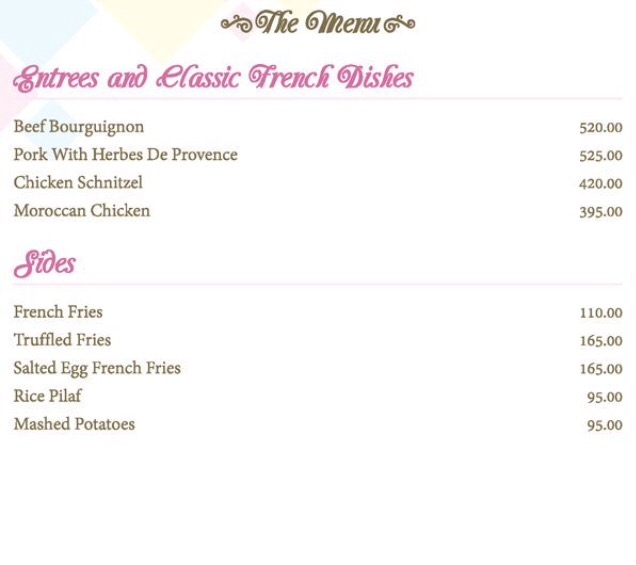 The Menu
Entrees and Classic French Dishes
Beef Bourguignon 520.00
Pork With Herbes De Provence 525.00
Chicken Schnitzel 420.00
Moroccan Chicken 395.00
Sides
French Fries 110.00
Truffled Fries 165.00
Salted Egg French Fries 165.00
Rice Pilaf 95.00
Mashed Potatoes 95.00